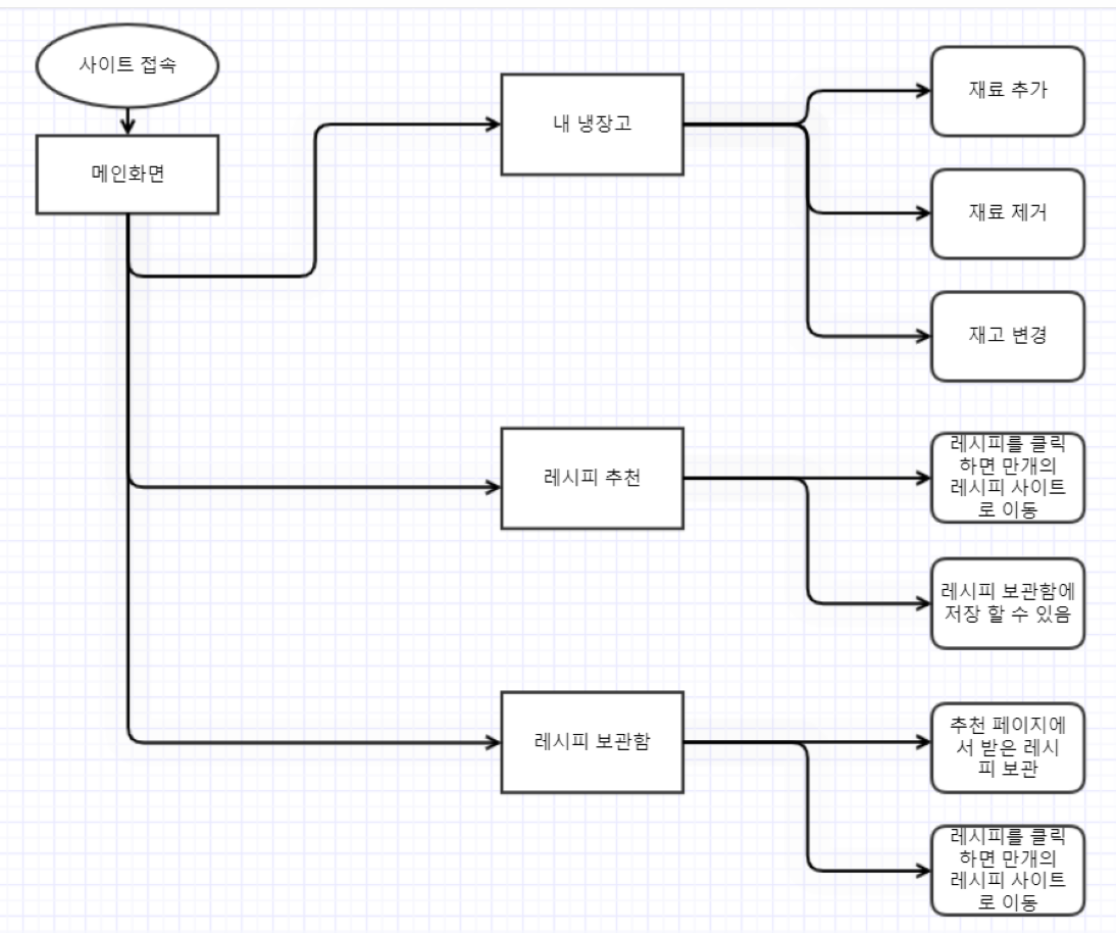 사이트 접속
메인화면
내 냉장고
재료 추가
재료 제거
재고 변경
레시피 추천
레시피를 클릭
하면 만개의
레시피 사이트
로 이동
레시피 보관함에
저장 할 수 있음
레시피 보관함
추천 페이지에
서 받은 레시
피 보관
레시피를 클릭
하면 만개의
레시피 사이트
로 이동